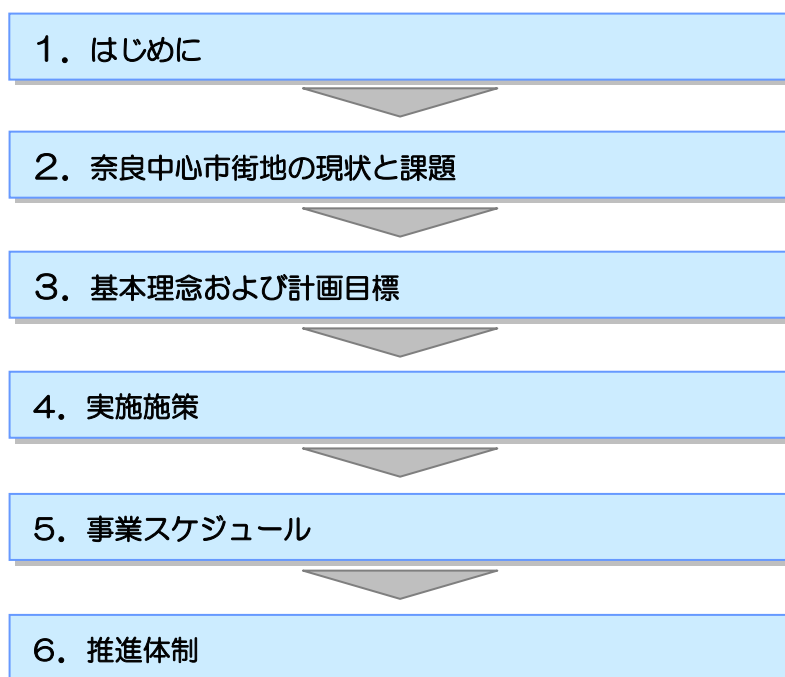 １．はじめに
２．奈良中心市街地の現状と課題
３．基本理念および計画目標
４．実施施策
５．事業スケジュール
６．推進体制